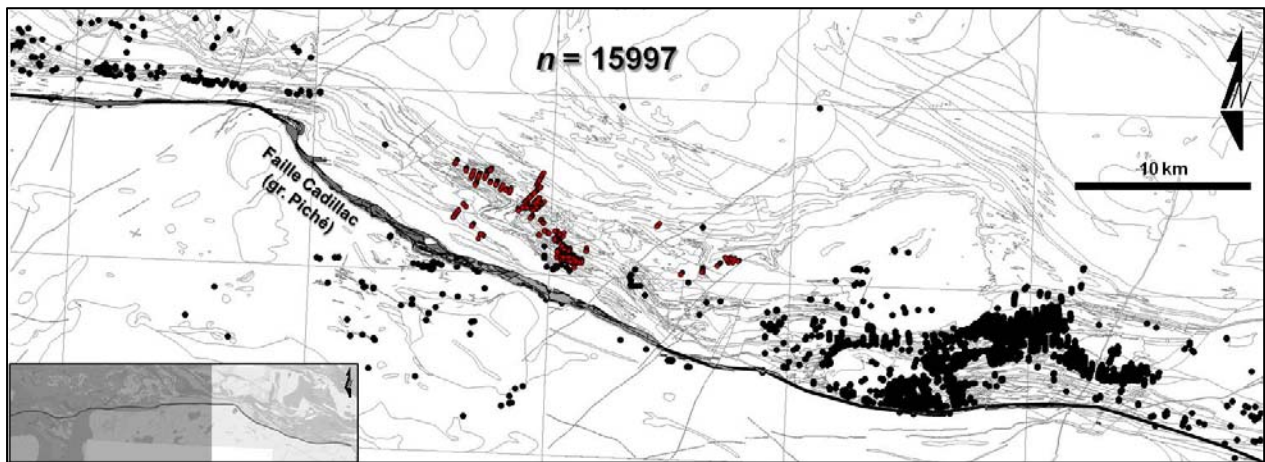 n = 15997
N
10 km
Faille Cadillac
(gr. Piché)